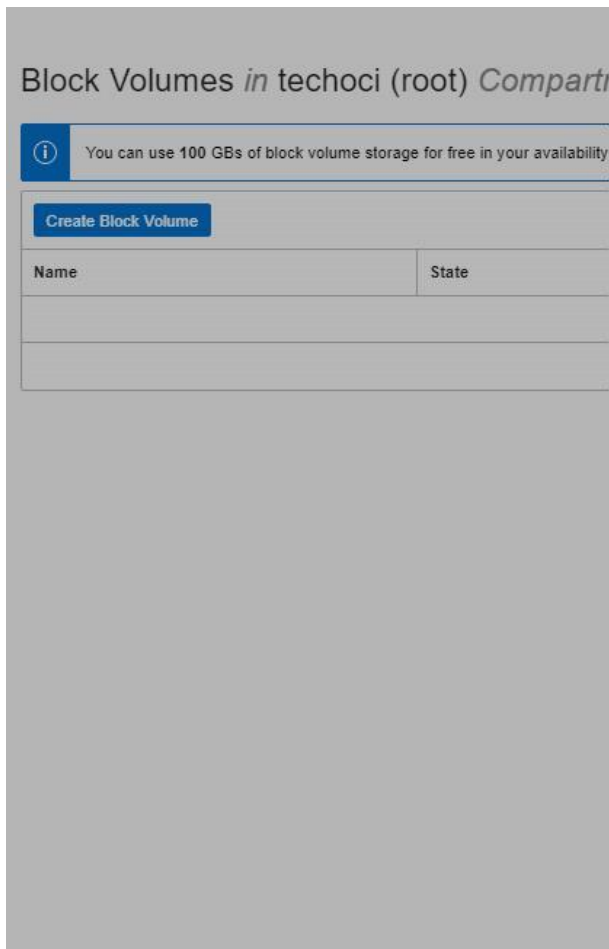 Block Volumes in techoci (root)
You can use 100 GBs of block volume storage for free in your availability
Create Block Volume
Name State